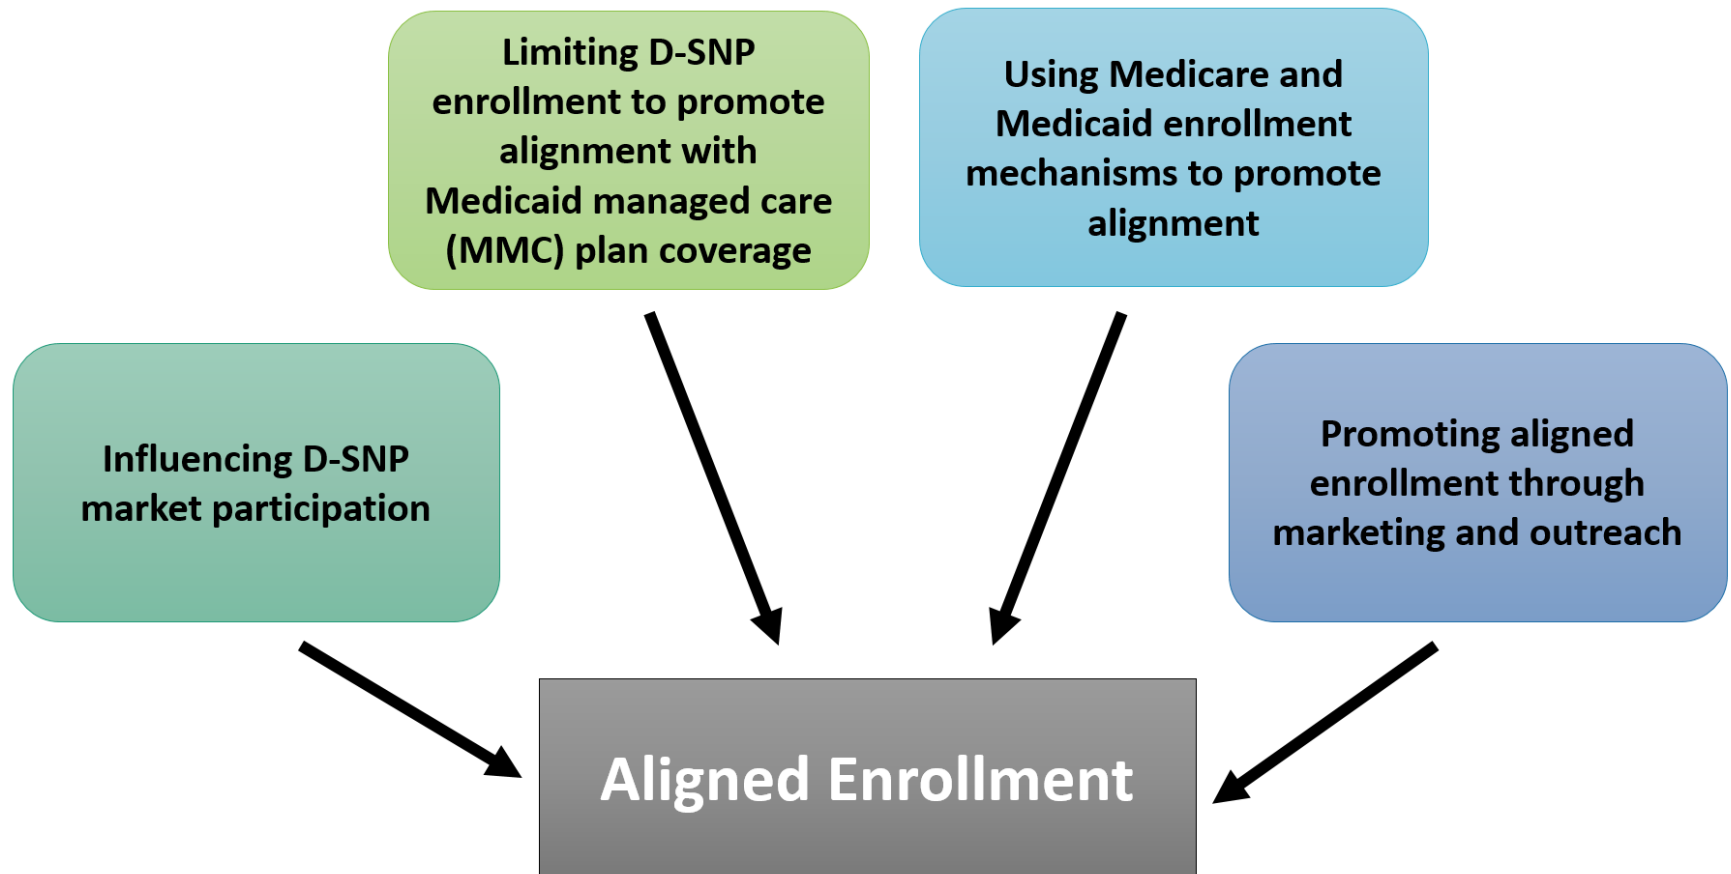 Limiting D-SNP
enrollment to promote
alignment with
Medicaid managed care
(MMC) plan coverage
Using Medicare and
Medicaid enrollment
mechanisms to promote
alignment
Influencing D-SNP
market participation
Promoting aligned
enrollment through
marketing and outreach
Aligned Enrollment